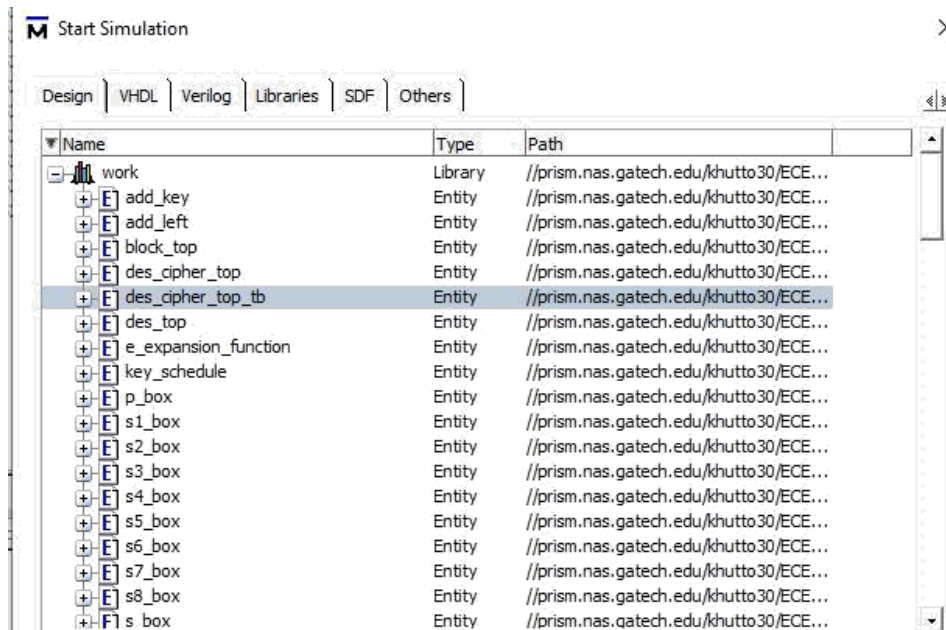 M Start Simulation
Design VHDL Verilog Libraries SDF Others
Name Type Path
work Library //prism.nas.gatech.edu/khutto30/ECE...
add_key Entity //prism.nas.gatech.edu/khutto30/ECE...
add_left Entity //prism.nas.gatech.edu/khutto30/ECE...
block_top Entity //prism.nas.gatech.edu/khutto30/ECE...
des_cipher_top Entity //prism.nas.gatech.edu/khutto30/ECE...
des_cipher_top_tb Entity //prism.nas.gatech.edu/khutto30/ECE...
des_top Entity //prism.nas.gatech.edu/khutto30/ECE...
e_expansion_function Entity //prism.nas.gatech.edu/khutto30/ECE...
key_schedule Entity //prism.nas.gatech.edu/khutto30/ECE...
p_box Entity //prism.nas.gatech.edu/khutto30/ECE...
s1_box Entity //prism.nas.gatech.edu/khutto30/ECE...
s2_box Entity //prism.nas.gatech.edu/khutto30/ECE...
s3_box Entity //prism.nas.gatech.edu/khutto30/ECE...
s4_box Entity //prism.nas.gatech.edu/khutto30/ECE...
s5_box Entity //prism.nas.gatech.edu/khutto30/ECE...
s6_box Entity //prism.nas.gatech.edu/khutto30/ECE...
s7_box Entity //prism.nas.gatech.edu/khutto30/ECE...
s8_box Entity //prism.nas.gatech.edu/khutto30/ECE...
s_box Entity //prism.nas.gatech.edu/khutto30/ECE...